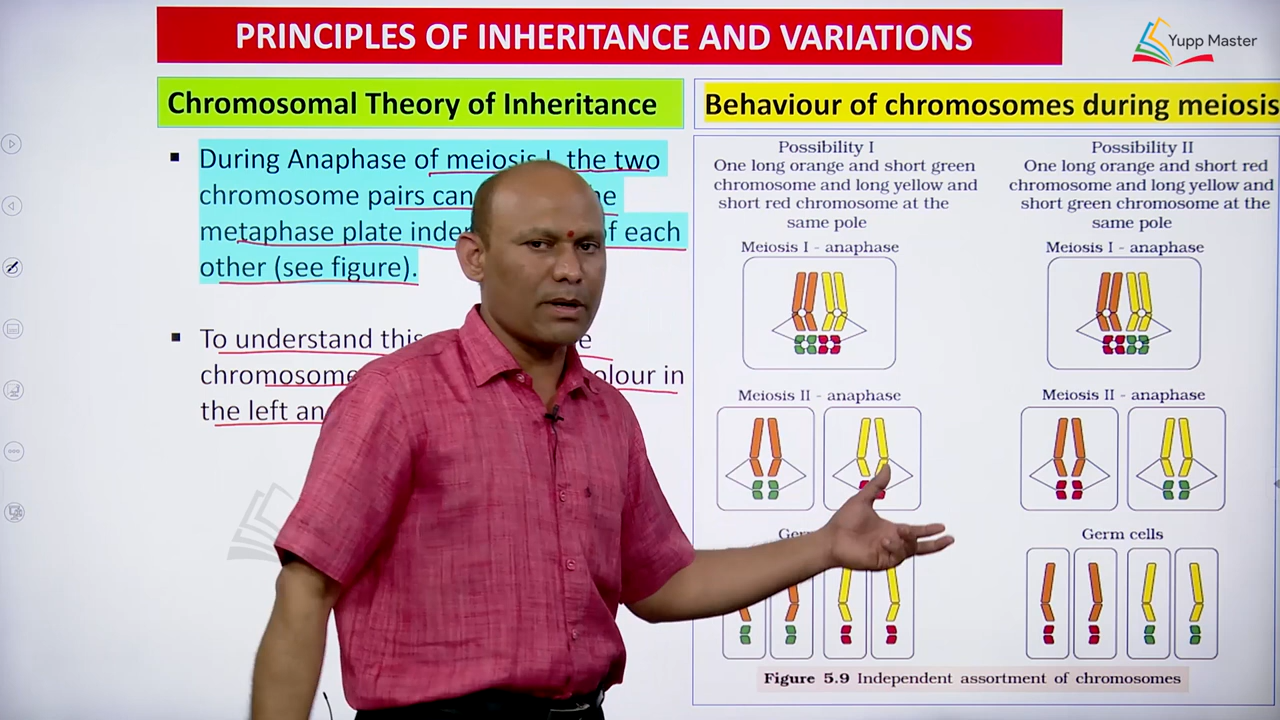 PRINCIPLES OF INHERITANCE AND VARIATIONS
Yupp Master
Chromosomal Theory of Inheritance
During Anaphase of meiosis I, the two
chromosome pairs can
metaphase plate of each
other (see figure).
To understand this
in
the left
Behaviour of chromosomes during meiosis
Possibility I
One long orange and short green
chromosome and long yellow and
short red chromosome at the
same pole
Meiosis I - anaphase
Meiosis II - anaphase
Possibility II
One long orange and short red
chromosome and long yellow and
short green chromosome at the
same pole
Meiosis I - anaphase
Meiosis II - anaphase
Germ cells
Figure 5.9 Independent assortment of chromosomes